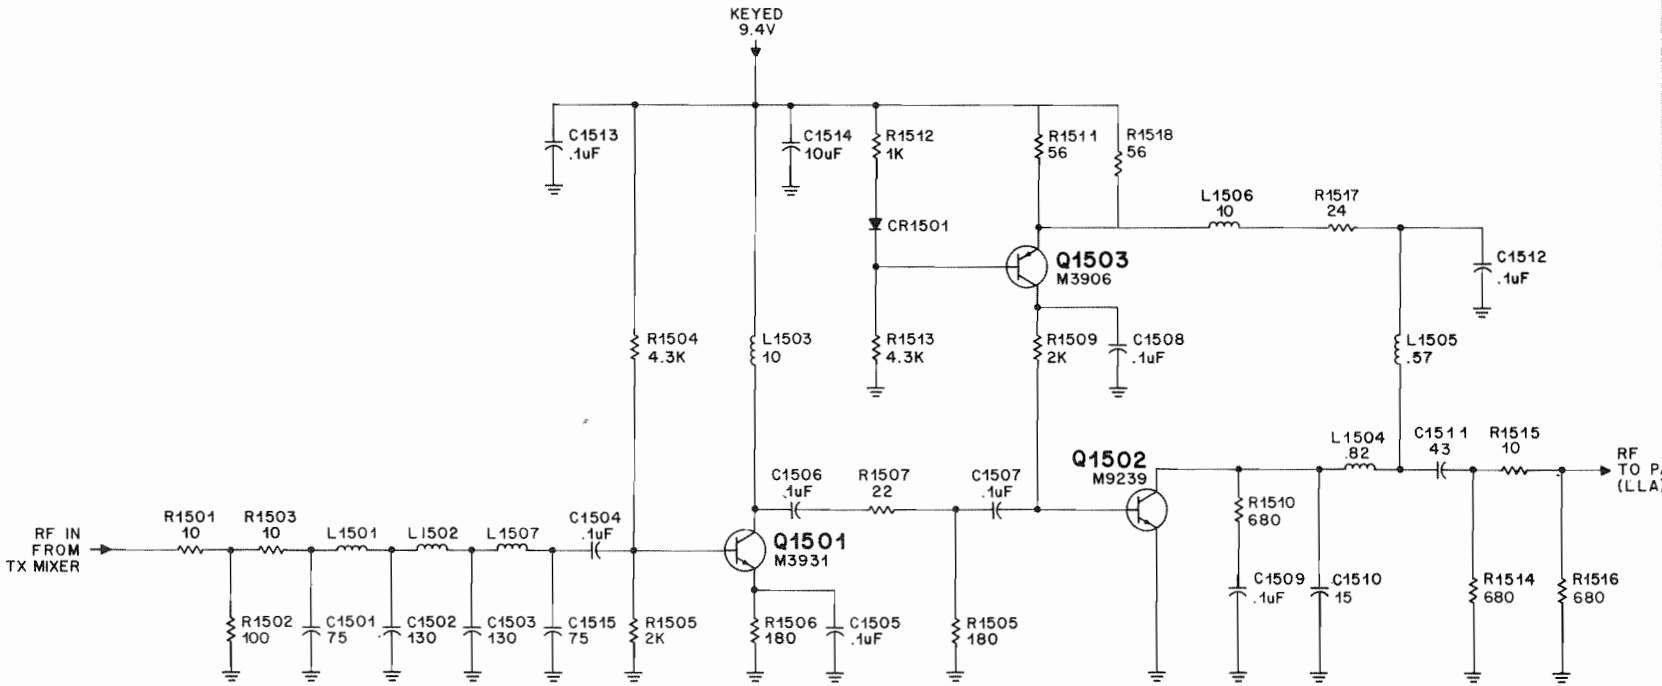 KEYED
9.4V
C1513
.1uF
C1514
10uF
R1512
1K
R1511
56
R1518
56
CR1501
L1506
10
R1517
24
Q1503
M3906
C1512
.1uF
R1504
4.3K
L1503
10
R1513
4.3K
R1509
2K
C1508
.1uF
L1505
.57
L1504
.82
C1511
43
R1515
10
RF
TO PA
(LLA)
Q1502
M9239
C1506
.1uF
R1507
22
C1507
.1uF
R1510
680
RF IN
FROM
TX MIXER
R1501
10
R1503
10
L1501
L1502
L1507
C1504
.1uF
Q1501
M3931
R1502
100
C1501
75
C1502
130
C1503
130
C1515
75
R1505
2K
R1506
180
C1505
.1uF
R1505
180
C1509
.1uF
C1510
15
R1514
680
R1516
680